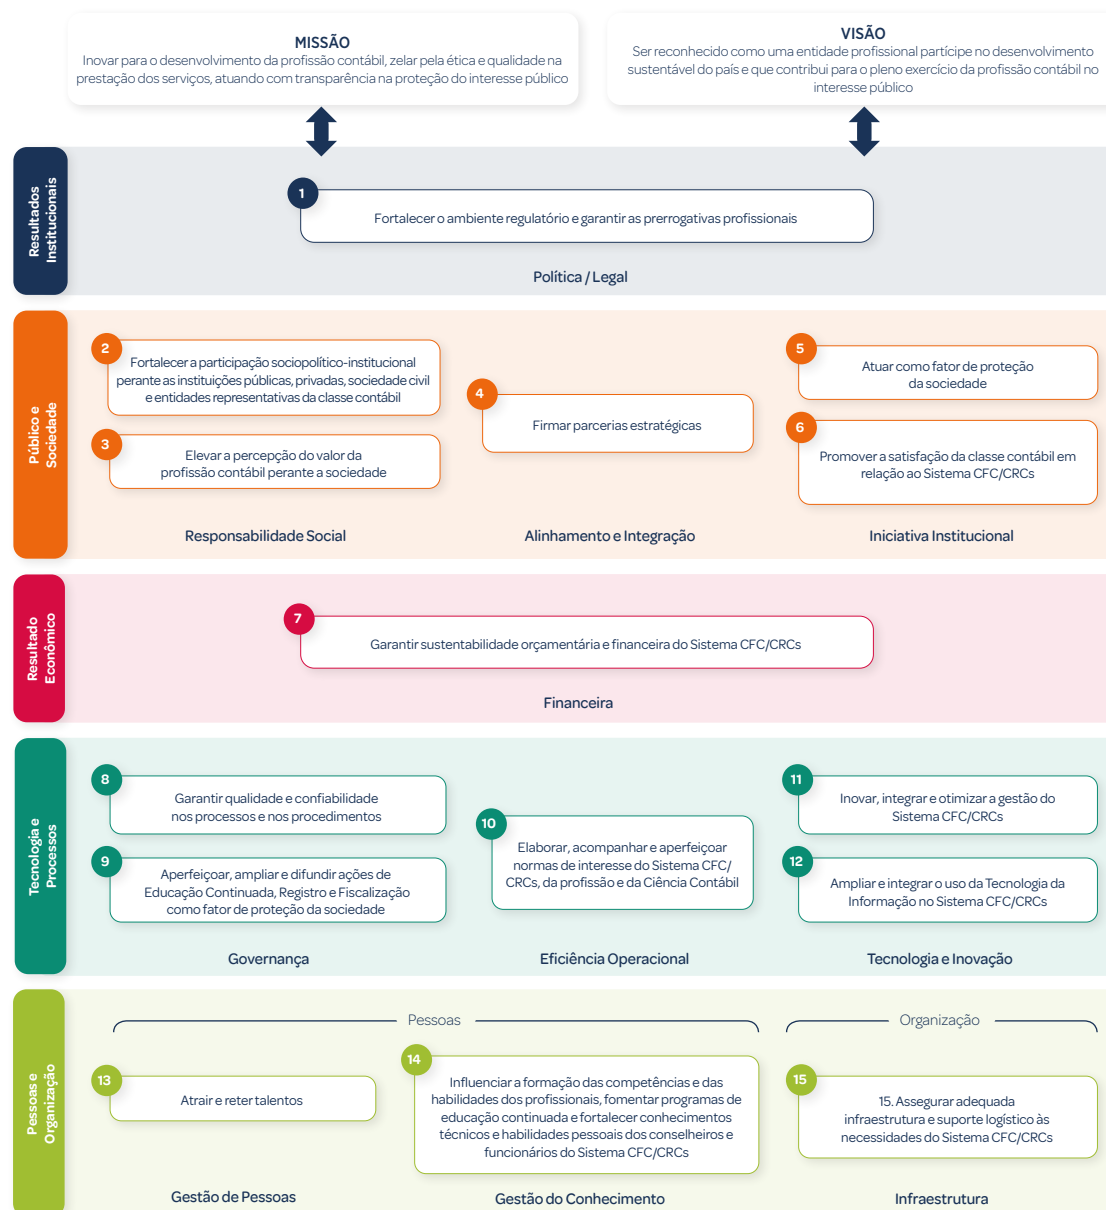 MISSÃO
Inovar para o desenvolvimento da profissão contábil, zelar pela ética e qualidade na
prestação dos serviços, atuando com transparência na proteção do interesse público
VISÃO
Ser reconhecido como uma entidade profissional partícipe no desenvolvimento
sustentável do país e que contribui para o pleno exercício da profissão contábil no
interesse público
Resultados
Institucionais
1
Fortalecer o ambiente regulatório e garantir as prerrogativas profissionais
Política / Legal
Público e
Sociedade
2
Fortalecer a participação sociopolítico-institucional
perante as instituições públicas, privadas, sociedade civil
e entidades representativas da classe contábil
3
Elevar a percepção do valor da
profissão contábil perante a sociedade
Responsabilidade Social
4
Firmar parcerias estratégicas
Alinhamento e Integração
5
Atuar como fator de proteção
da sociedade
6
Promover a satisfação da classe contábil em
relação ao Sistema CFC/CRCs
Iniciativa Institucional
Resultado
Econômico
7
Garantir sustentabilidade orçamentária e financeira do Sistema CFC/CRCs
Financeira
Tecnologia e
Processos
8
Garantir qualidade e confiabilidade
nos processos e nos procedimentos
9
Aperfeiçoar, ampliar e difundir ações de
Educação Continuada, Registro e Fiscalização
como fator de proteção da sociedade
Governança
10
Elaborar, acompanhar e aperfeiçoar
normas de interesse do Sistema CFC/
CRCs, da profissão e da Ciência Contábil
Eficiência Operacional
11
Inovar, integrar e otimizar a gestão do
Sistema CFC/CRCs
12
Ampliar e integrar o uso da Tecnologia da
Informação no Sistema CFC/CRCs
Tecnologia e Inovação
Pessoas e
Organização
Pessoas
13
Atrair e reter talentos
Gestão de Pessoas
14
Influenciar a formação das competências e das
habilidades dos profissionais, fomentar programas de
educação continuada e fortalecer conhecimentos
técnicos e habilidades pessoais dos conselheiros e
funcionários do Sistema CFC/CRCs
Gestão do Conhecimento
Organização
15
15. Assegurar adequada
infraestrutura e suporte logístico às
necessidades do Sistema CFC/CRCs
Infraestrutura